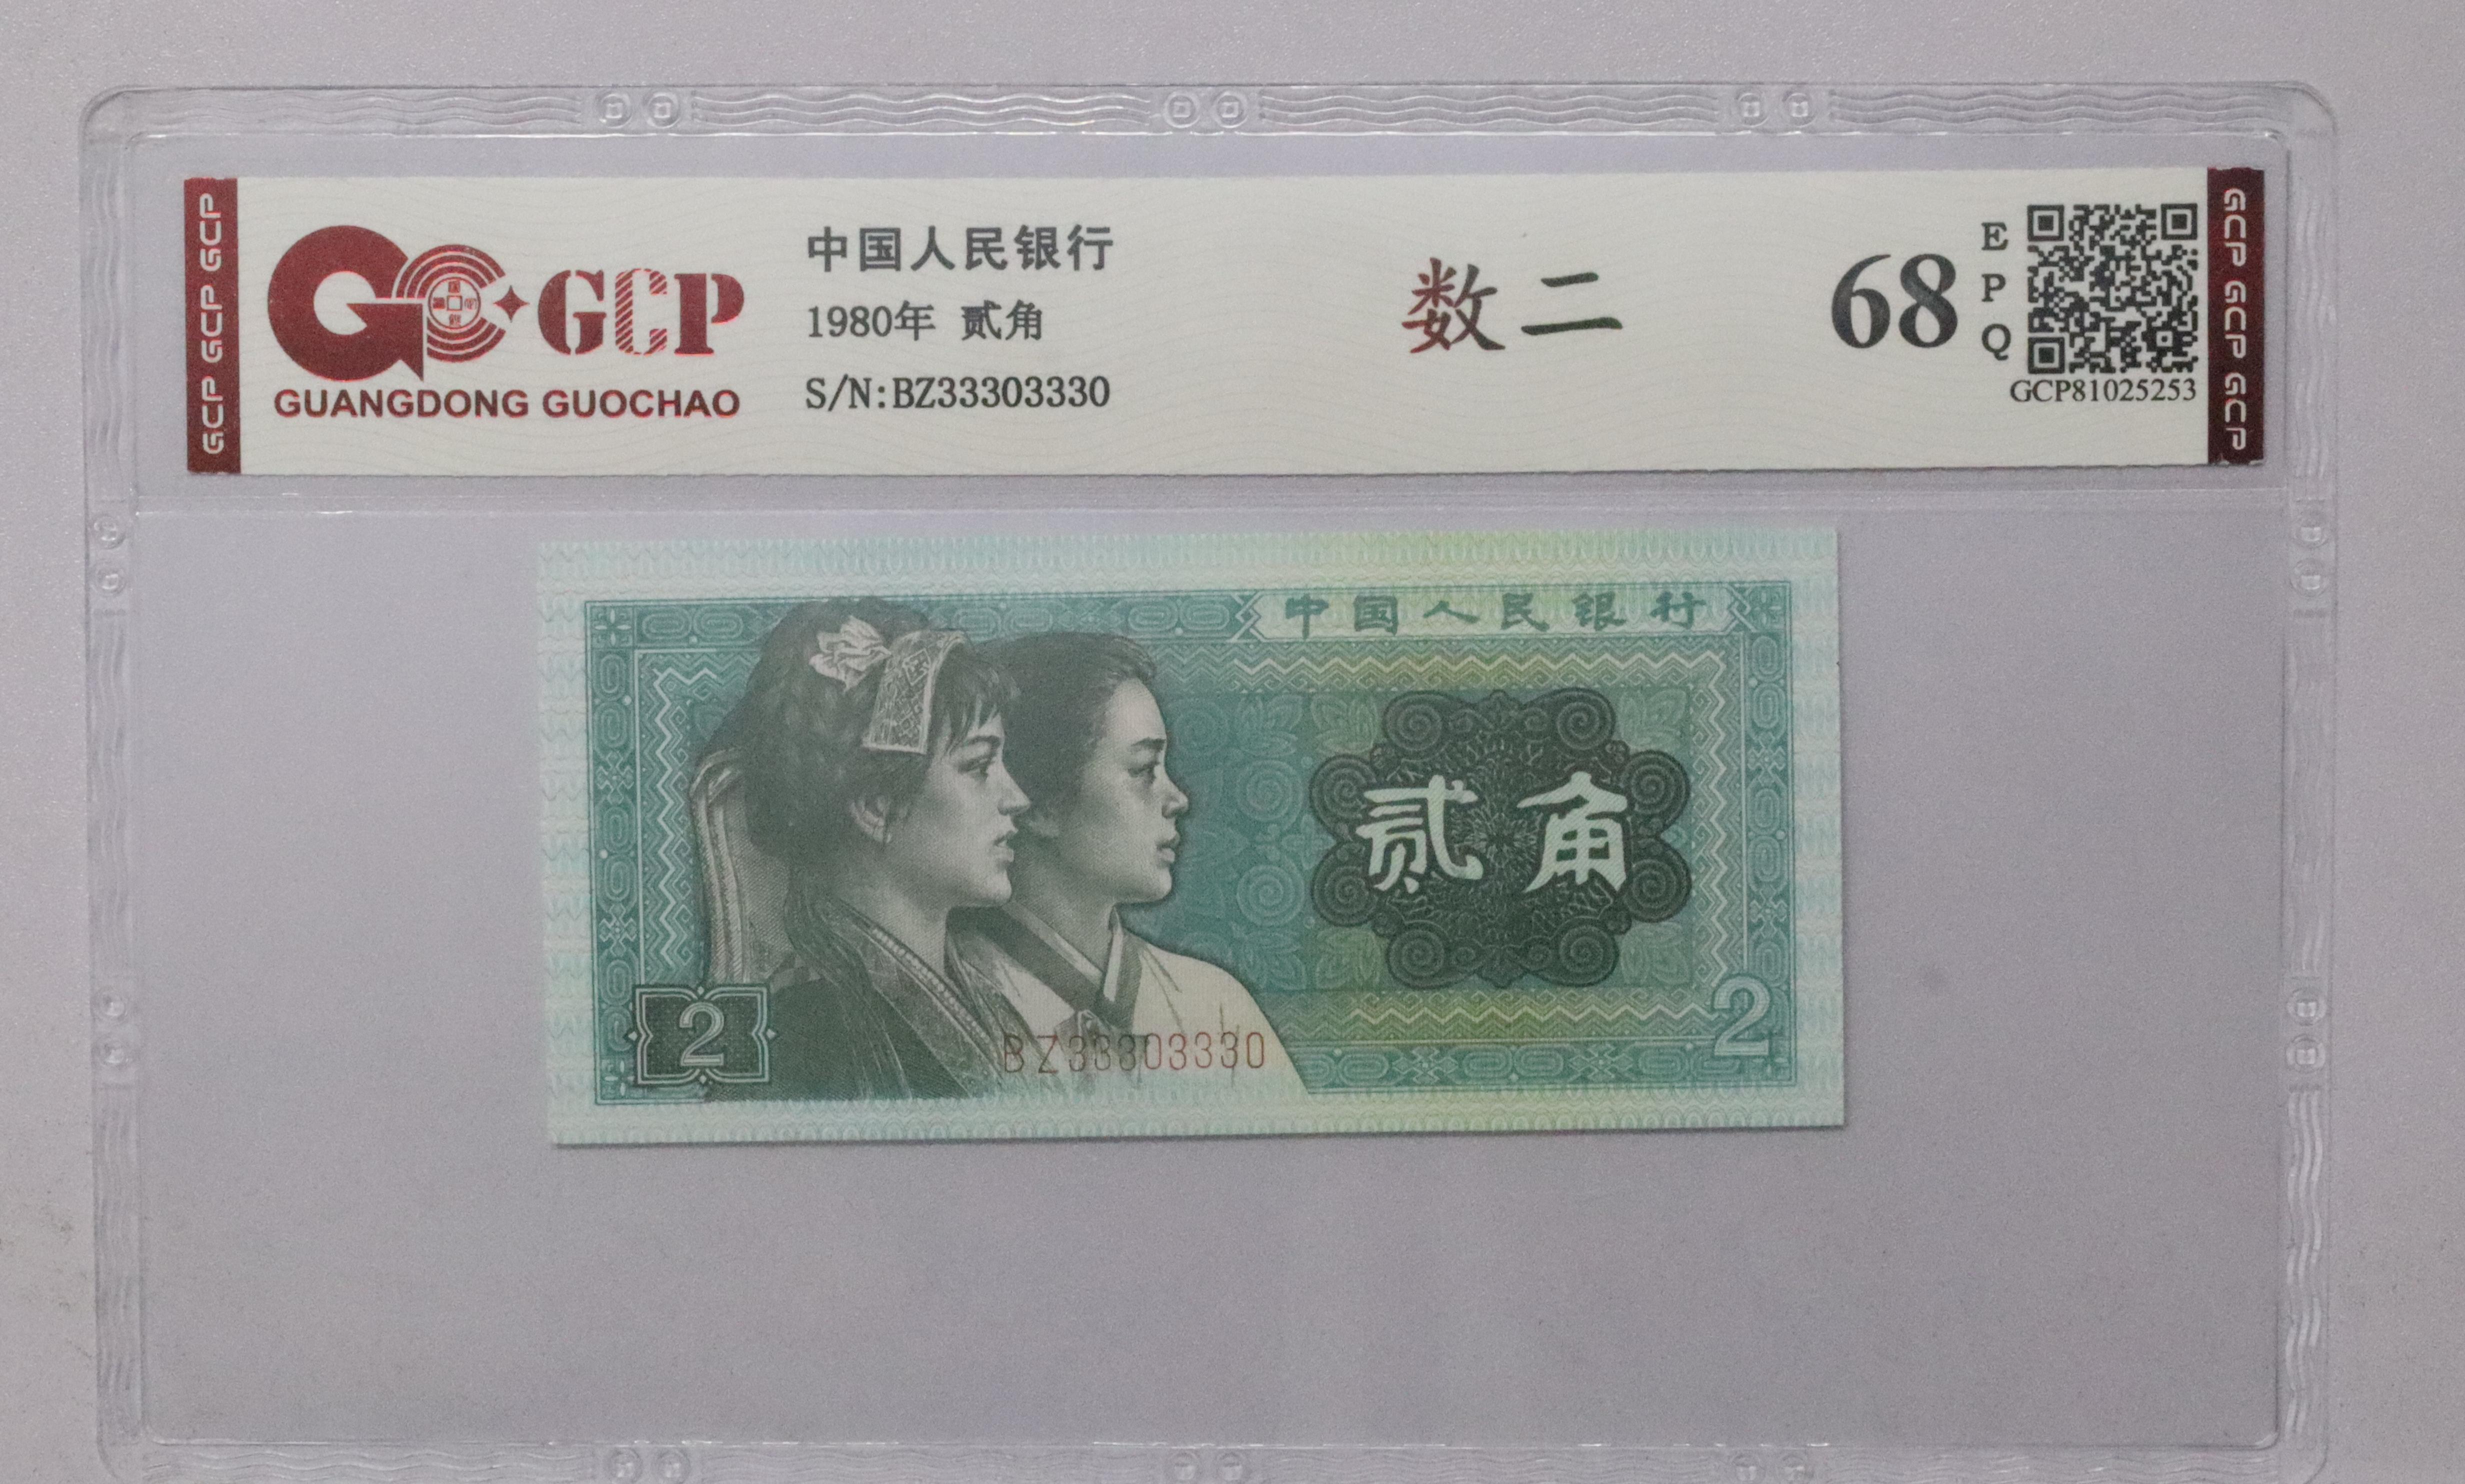 GCP GCP GCP
GCP
GUANGDONG GUOCHAO
中国人民银行
1980年 贰角
S/N:BZ33303330
数二
68
EPQ
GCP81025253
GCP GCP GCP
中国人民银行
贰角
2
BZ33303330
2